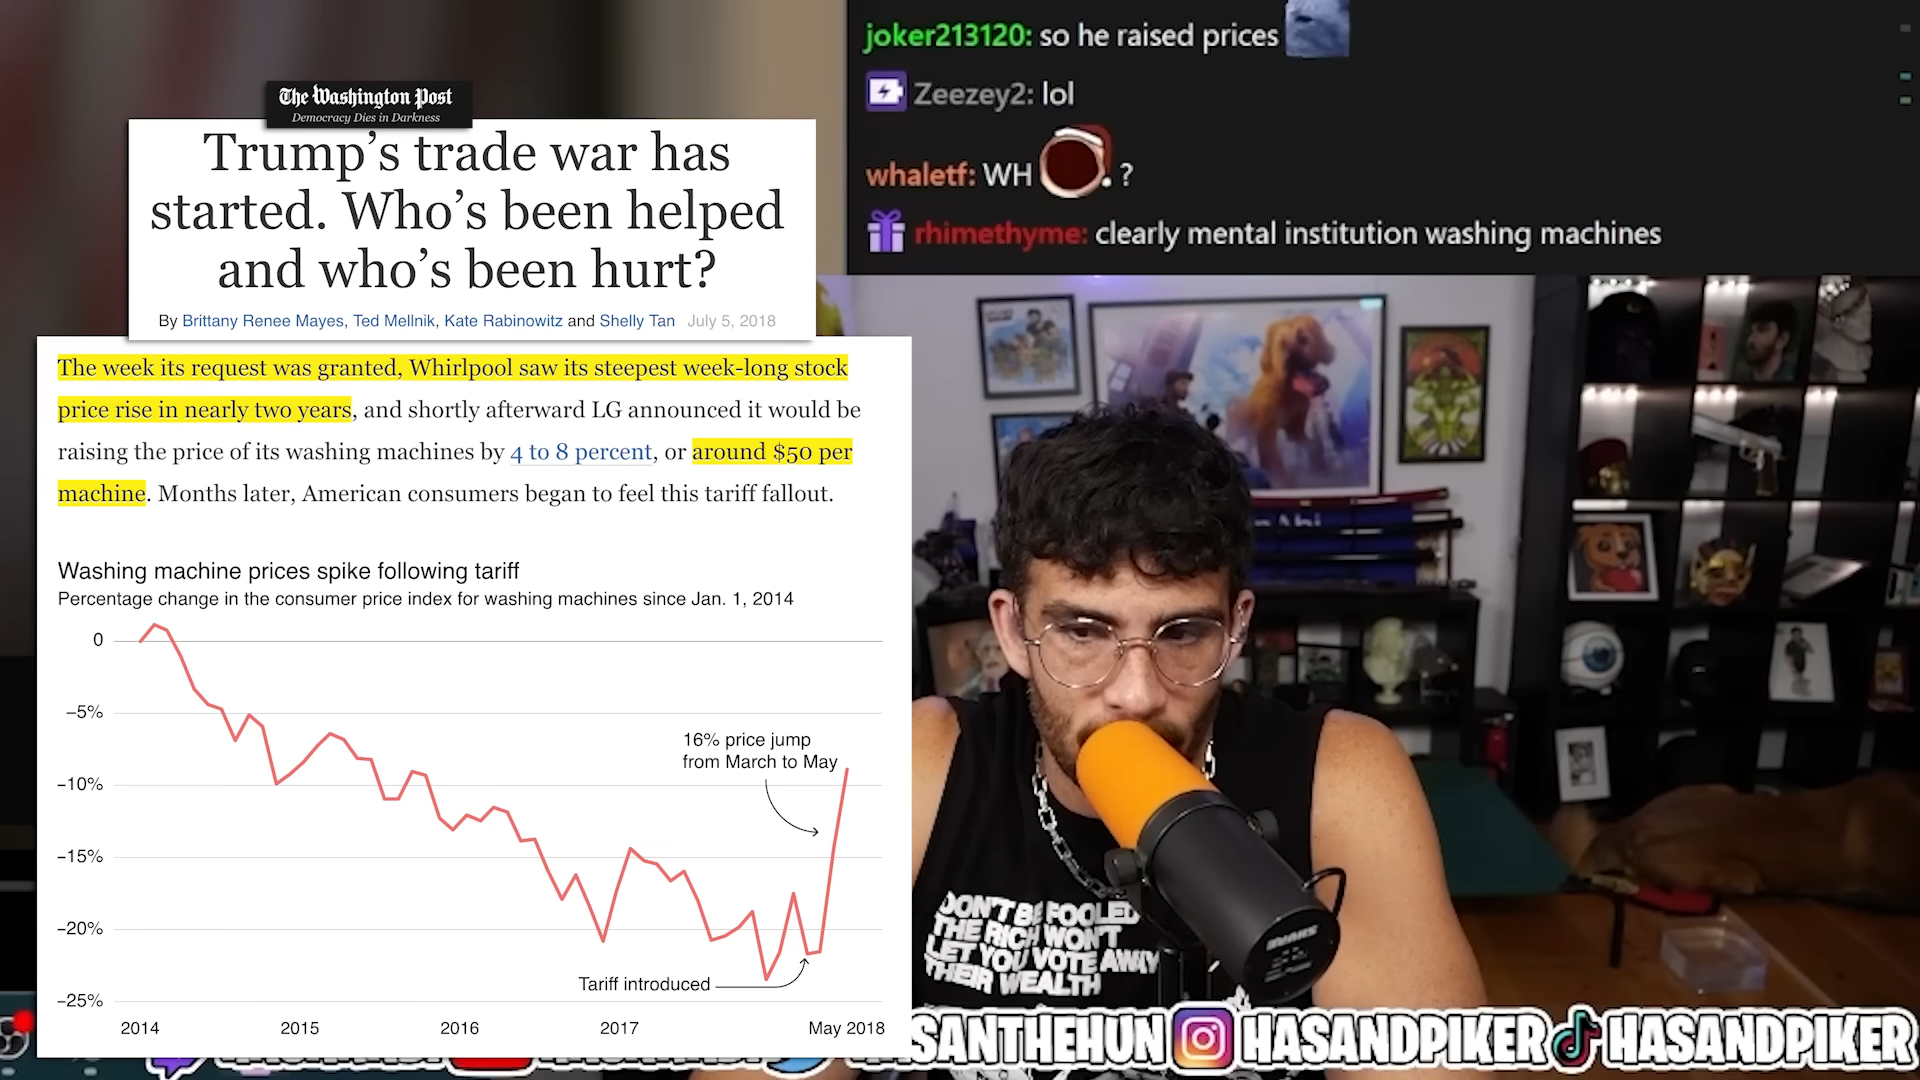 The Washington Post
Democracy Dies in Darkness
Trump's trade war has
started. Who's been helped
and who's been hurt?
By Brittany Renee Mayes, Ted Mellnik, Kate Rabinowitz and Shelly Tan July 5, 2018
The week its request was granted, Whirlpool saw its steepest week-long stock
price rise in nearly two years, and shortly afterward LG announced it would be
raising the price of its washing machines by 4 to 8 percent, or around $50 per
machine. Months later, American consumers began to feel this tariff fallout.
Washing machine prices spike following tariff
Percentage change in the consumer price index for washing machines since Jan. 1, 2014
0
-5%
-10%
-15%
-20%
-25%
16% price jump
from March to May
Tariff introduced
2014 2015 2016 2017 May 2018
joker213120: so he raised prices
Zeezey2: lol
whaletf: WH ?
rhimethyme: clearly mental institution washing machines
DON'T BE FOOLED
THE RICH WON'T
LET YOU VOTE AWAY
THEIR WEALTH
SHURE
SANTHEHUN HASANDPIKER HASANDPIKER